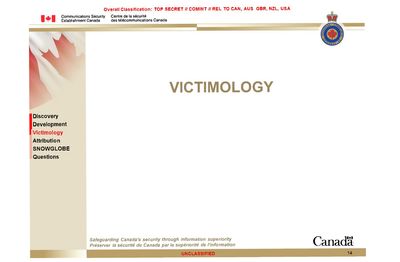 Overall Classification: TOP SECRET // COMINT // REL TO CAN, AUS, GBR, NZL, USA
Communications Security Establishment Canada
Centre de la sécurité des télécommunications Canada
VICTIMOLOGY
Discovery
Development
Victimology
Attribution
SNOWGLOBE
Questions
Safeguarding Canada's security through information superiority
Préserver la sécurité du Canada par la supériorité de l'information
Canada
UNCLASSIFIED
14